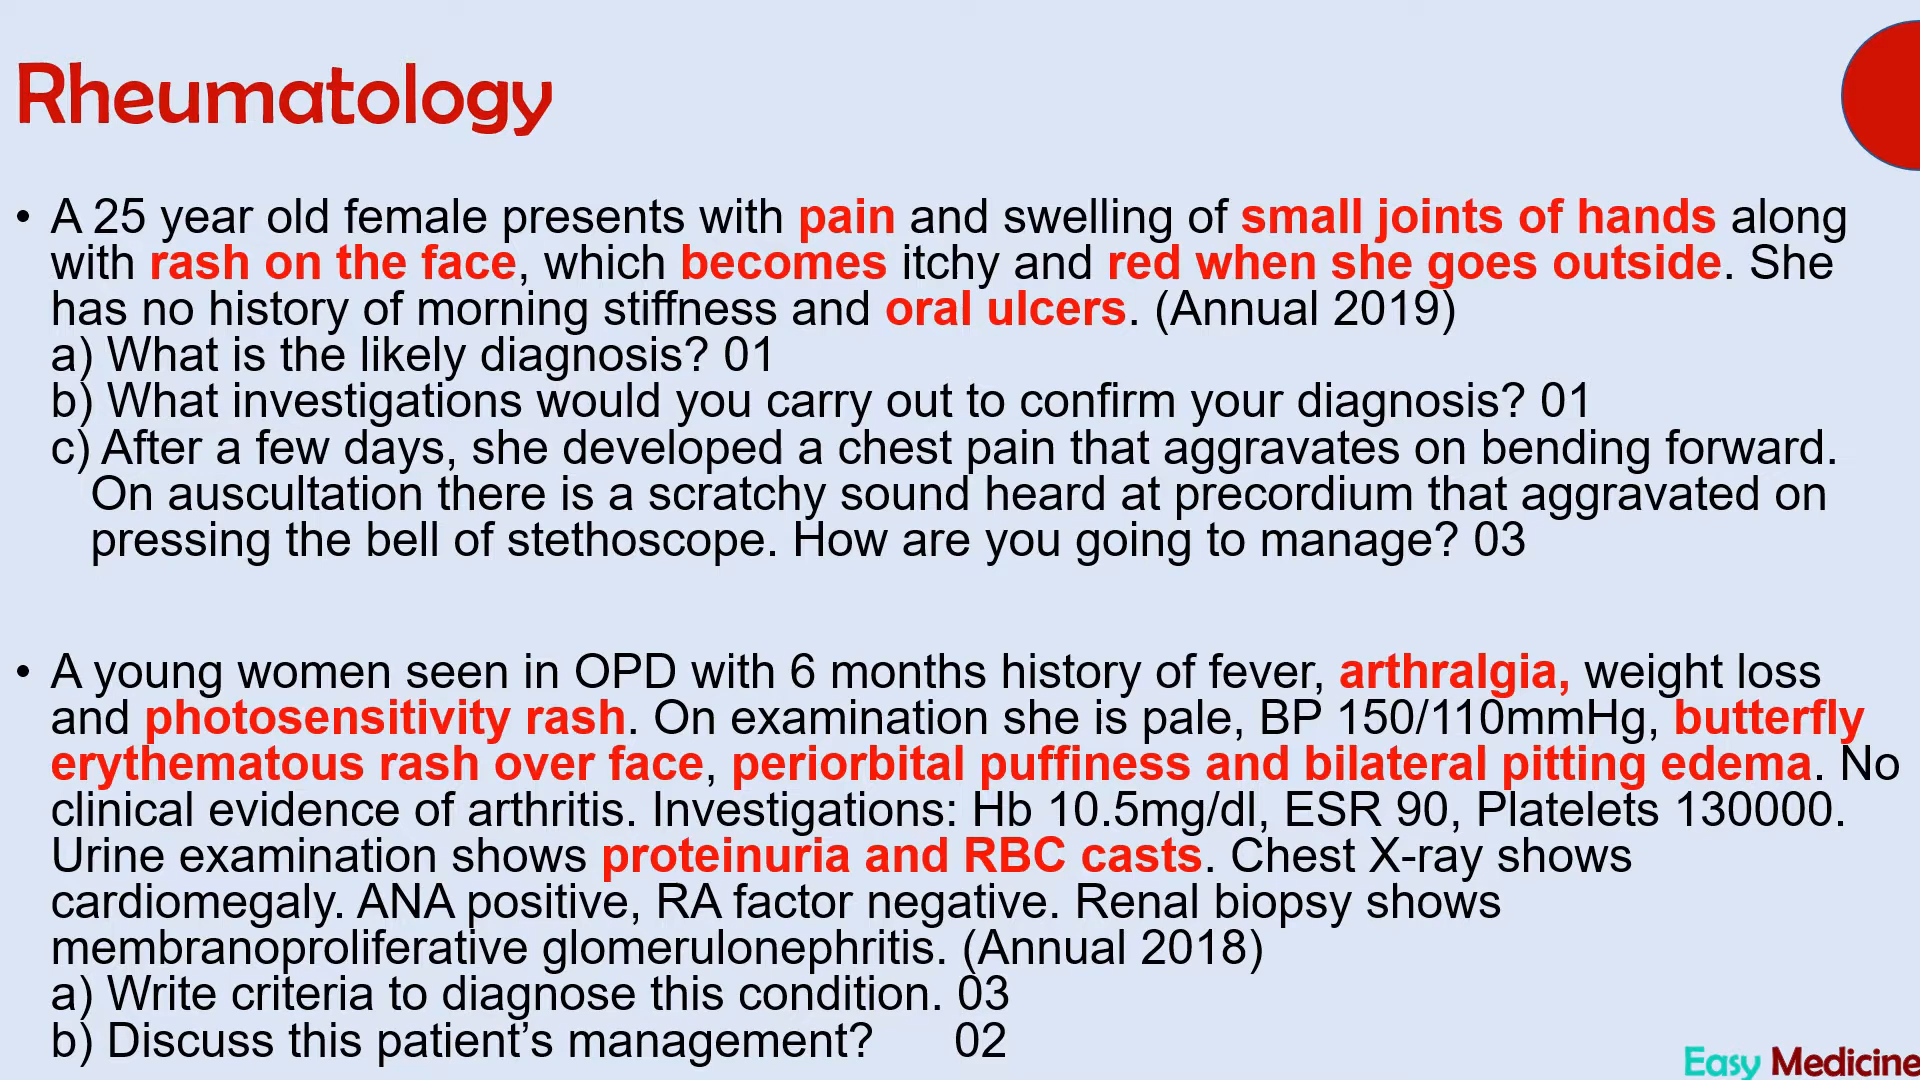 Rheumatology
• A 25 year old female presents with pain and swelling of small joints of hands along
with rash on the face, which becomes itchy and red when she goes outside. She
has no history of morning stiffness and oral ulcers. (Annual 2019)
a) What is the likely diagnosis? 01
b) What investigations would you carry out to confirm your diagnosis? 01
c) After a few days, she developed a chest pain that aggravates on bending forward.
On auscultation there is a scratchy sound heard at precordium that aggravated on
pressing the bell of stethoscope. How are you going to manage? 03
• A young women seen in OPD with 6 months history of fever, arthralgia, weight loss
and photosensitivity rash. On examination she is pale, BP 150/110mmHg, butterfly
erythematous rash over face, periorbital puffiness and bilateral pitting edema. No
clinical evidence of arthritis. Investigations: Hb 10.5mg/dl, ESR 90, Platelets 130000.
Urine examination shows proteinuria and RBC casts. Chest X-ray shows
cardiomegaly. ANA positive, RA factor negative. Renal biopsy shows
membranoproliferative glomerulonephritis. (Annual 2018)
a) Write criteria to diagnose this condition. 03
b) Discuss this patient’s management? 02
Easy Medicine